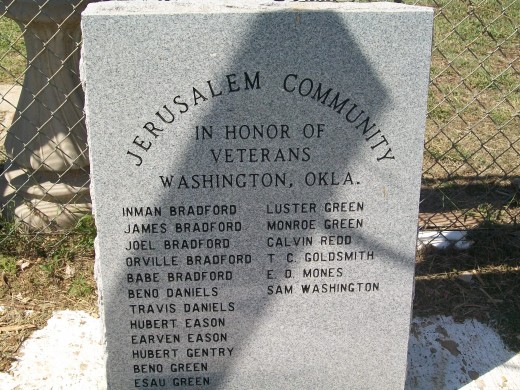 JERUSALEM COMMUNITY
IN HONOR OF
VETERANS
WASHINGTON, OKLA.
INMAN BRADFORD
JAMES BRADFORD
JOEL BRADFORD
ORVILLE BRADFORD
BABE BRADFORD
BENO DANIELS
TRAVIS DANIELS
HUBERT EASON
EARVEN EASON
HUBERT GENTRY
BENO GREEN
ESAU GREEN
LUSTER GREEN
MONROE GREEN
CALVIN REDD
T. C. GOLDSMITH
E. D. MONES
SAM WASHINGTON